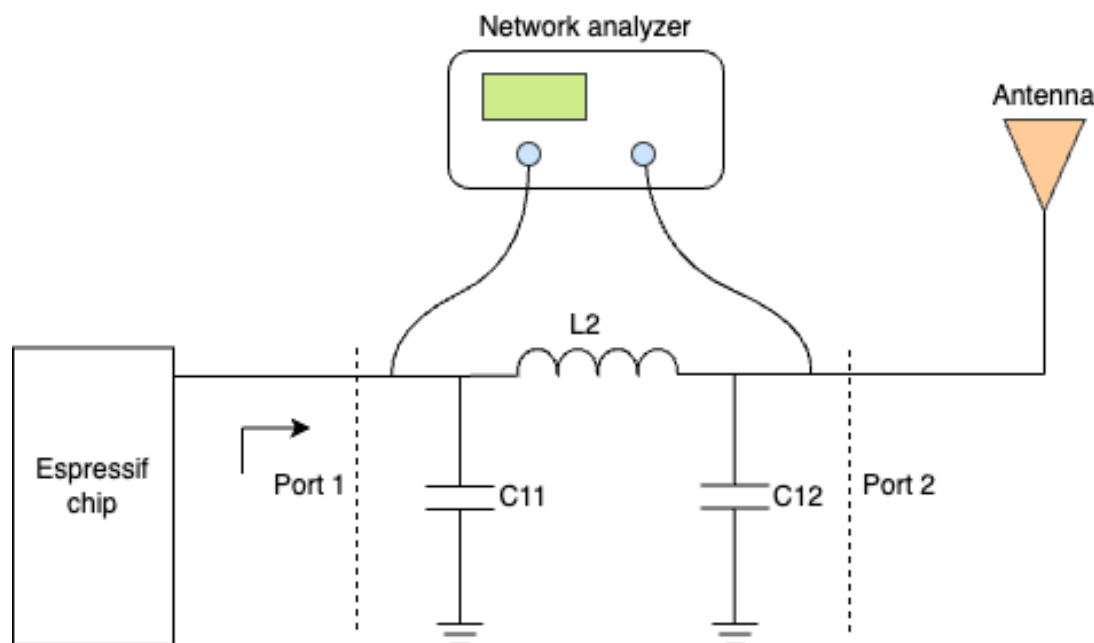 Network analyzer
Antenna
L2
Espressif
chip
Port 1
C11
C12
Port 2